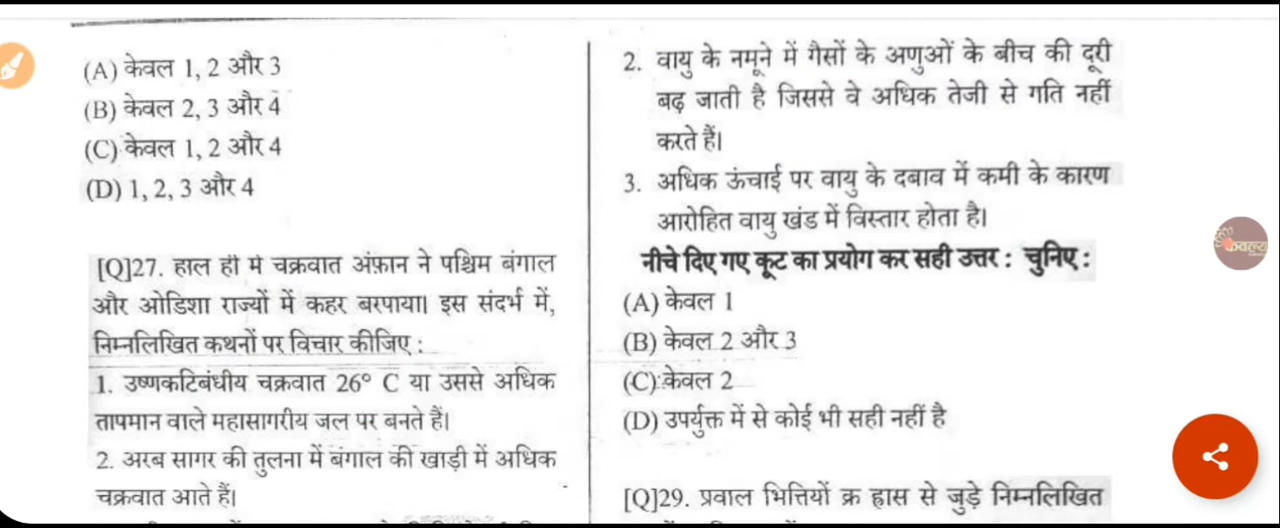 (A) केवल 1, 2 और 3
(B) केवल 2, 3 और 4
(C) केवल 1, 2 और 4
(D) 1, 2, 3 और 4
[Q]27. हाल ही मे चक्रवात अंफ़ान ने पश्चिम बंगाल
और ओडिशा राज्यों में कहर बरपाया। इस संदर्भ में,
निम्नलिखित कथनों पर विचार कीजिए :
1. उष्णकटिबंधीय चक्रवात 26° C या उससे अधिक
तापमान वाले महासागरीय जल पर बनते हैं।
2. अरब सागर की तुलना में बंगाल की खाड़ी में अधिक
चक्रवात आते हैं।
2. वायु के नमूने में गैसों के अणुओं के बीच की दूरी
बढ़ जाती है जिससे वे अधिक तेजी से गति नहीं
करते हैं।
3. अधिक ऊंचाई पर वायु के दबाव में कमी के कारण
आरोहित वायु खंड में विस्तार होता है।
नीचे दिए गए कूट का प्रयोग कर सही उत्तर : चुनिए :
(A) केवल 1
(B) केवल 2 और 3
(C) केवल 2
(D) उपर्युक्त में से कोई भी सही नहीं है
[Q]29. प्रवाल भित्तियों क्र ह्रास से जुड़े निम्नलिखित
कैवल्य